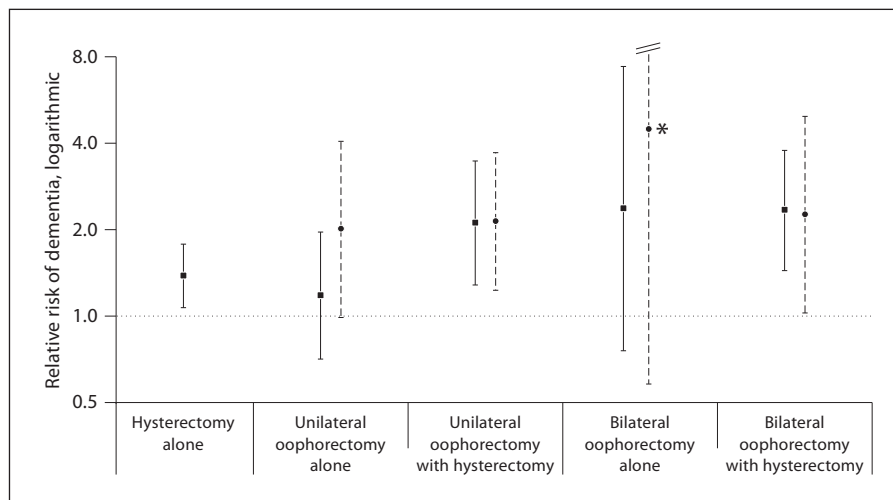 Relative risk of dementia, logarithmic
8.0
4.0
2.0
1.0
0.5
*
Hysterectomy
alone
Unilateral
oophorectomy
alone
Unilateral
oophorectomy
with hysterectomy
Bilateral
oophorectomy
alone
Bilateral
oophorectomy
with hysterectomy